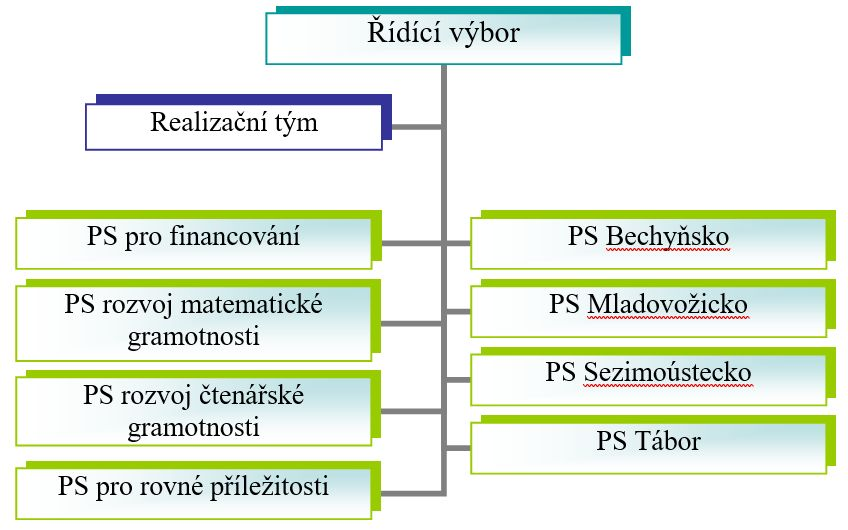 Řídící výbor
Realizační tým
PS pro financování
PS rozvoj matematické
gramotnosti
PS rozvoj čtenářské
gramotnosti
PS pro rovné příležitosti
PS Bechyňsko
PS Mladovožicko
PS Sezimoústecko
PS Tábor